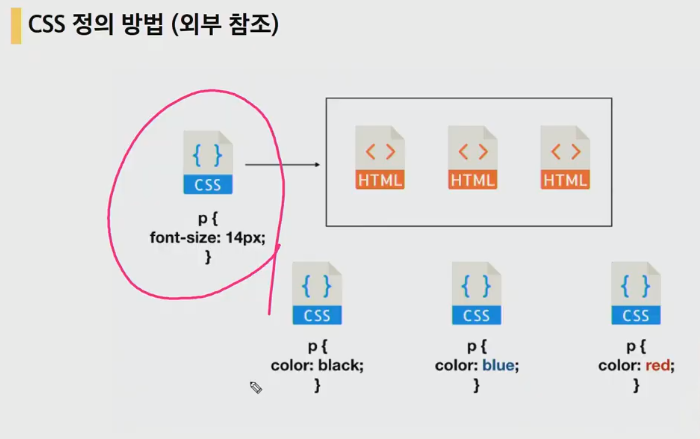 CSS 정의 방법 (외부 참조)
{ }
CSS
< >
HTML
< >
HTML
< >
HTML
p {
font-size: 14px;
}
{ }
CSS
p {
color: black;
}
{ }
CSS
p {
color: blue;
}
{ }
CSS
p {
color: red;
}